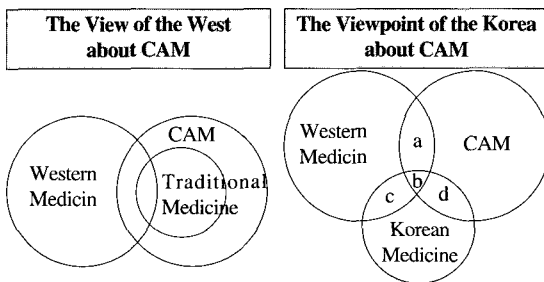 The View of the West
about CAM
CAM
Western
Medicin
Traditional
Medicine
The Viewpoint of the Korea
about CAM
Western
Medicin
a
CAM
b
c
d
Korean
Medicine